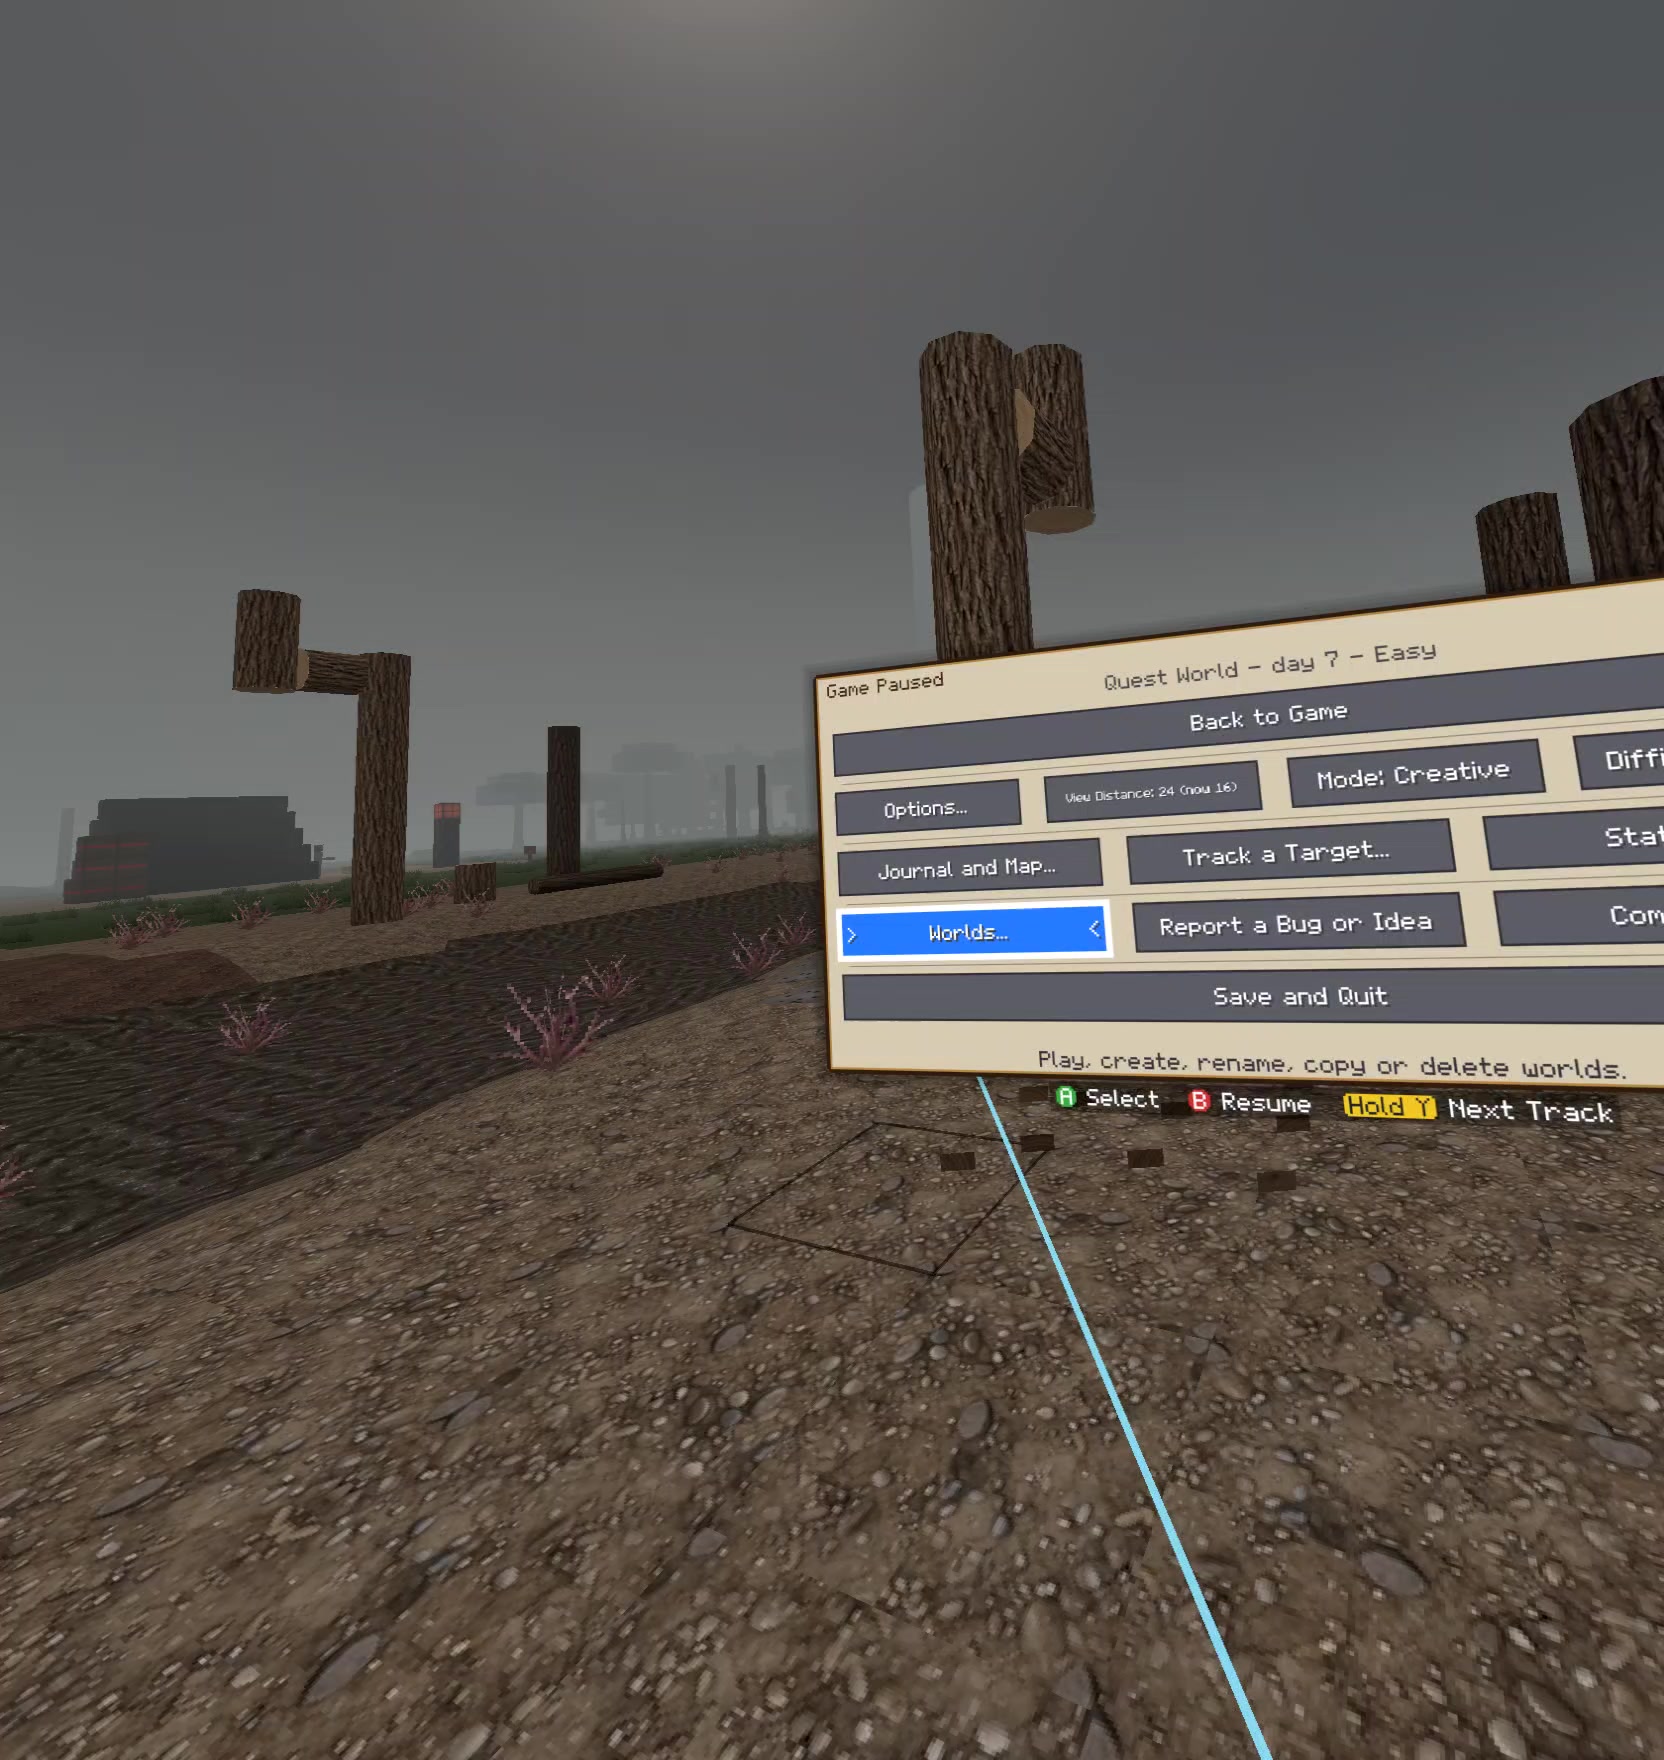 Game Paused
Quest World - day 7 - Easy
Back to Game
Options...
View Distance: 24 (now 16)
Mode: Creative
Journal and Map...
Track a Target...
> Worlds... <
Report a Bug or Idea
Save and Quit
Play, create, rename, copy or delete worlds.
A Select B Resume Hold Y Next Track